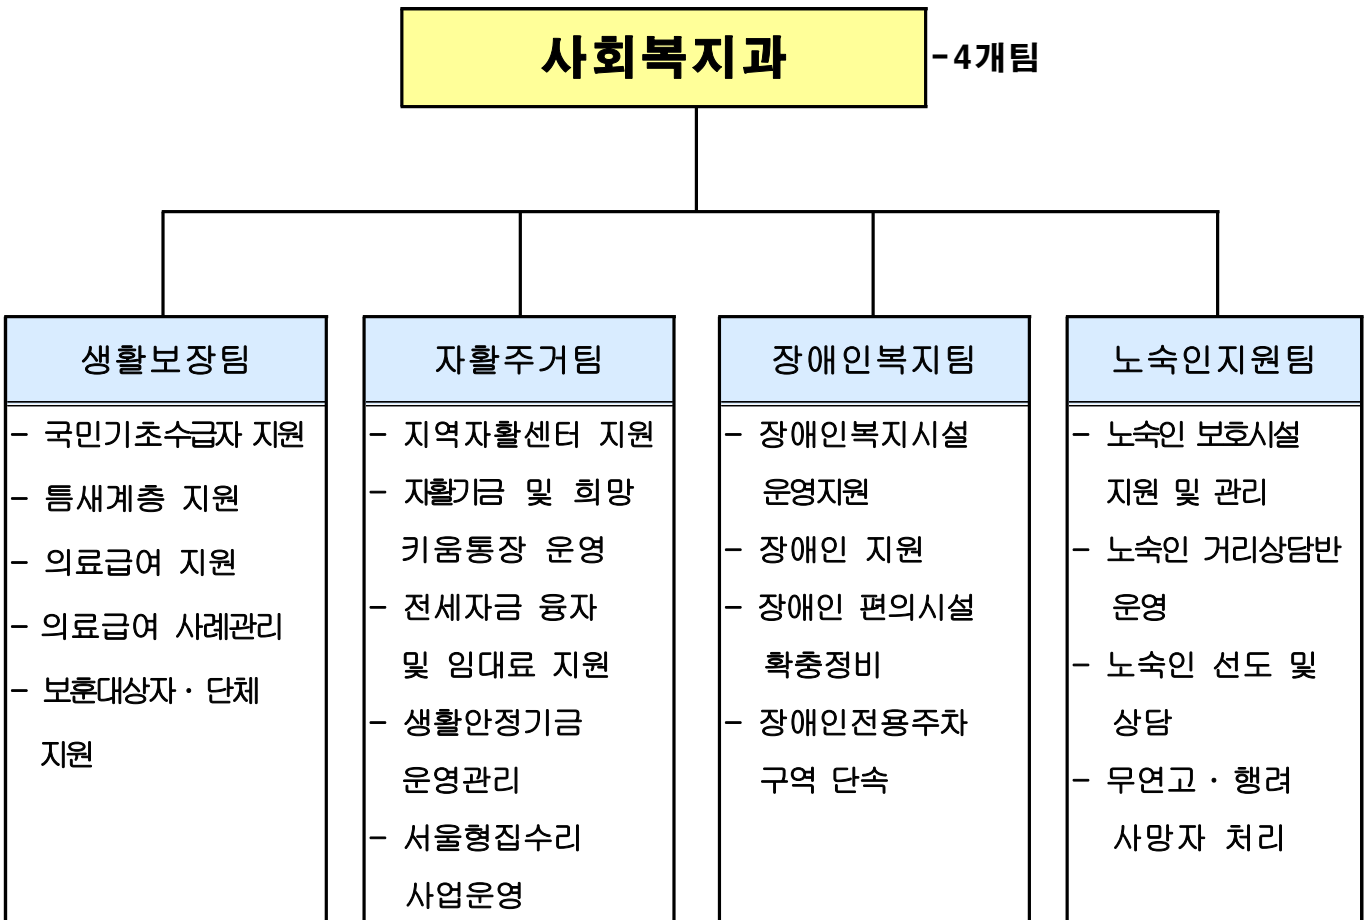 사회복지과
-4개팀
생활보장팀
- 국민기초수급자 지원
- 틈새계층 지원
- 의료급여 지원
- 의료급여 사례관리
- 보훈대상자·단체
지원
자활주거팀
- 지역자활센터 지원
- 자활기금 및 희망
키움통장 운영
- 전세자금 융자
및 임대료 지원
- 생활안정기금
운영관리
- 서울형집수리
사업운영
장애인복지팀
- 장애인복지시설
운영지원
- 장애인 지원
- 장애인 편의시설
확충정비
- 장애인전용주차
구역 단속
노숙인지원팀
- 노숙인 보호시설
지원 및 관리
- 노숙인 거리상담반
운영
- 노숙인 선도 및
상담
- 무연고·행려
사망자 처리